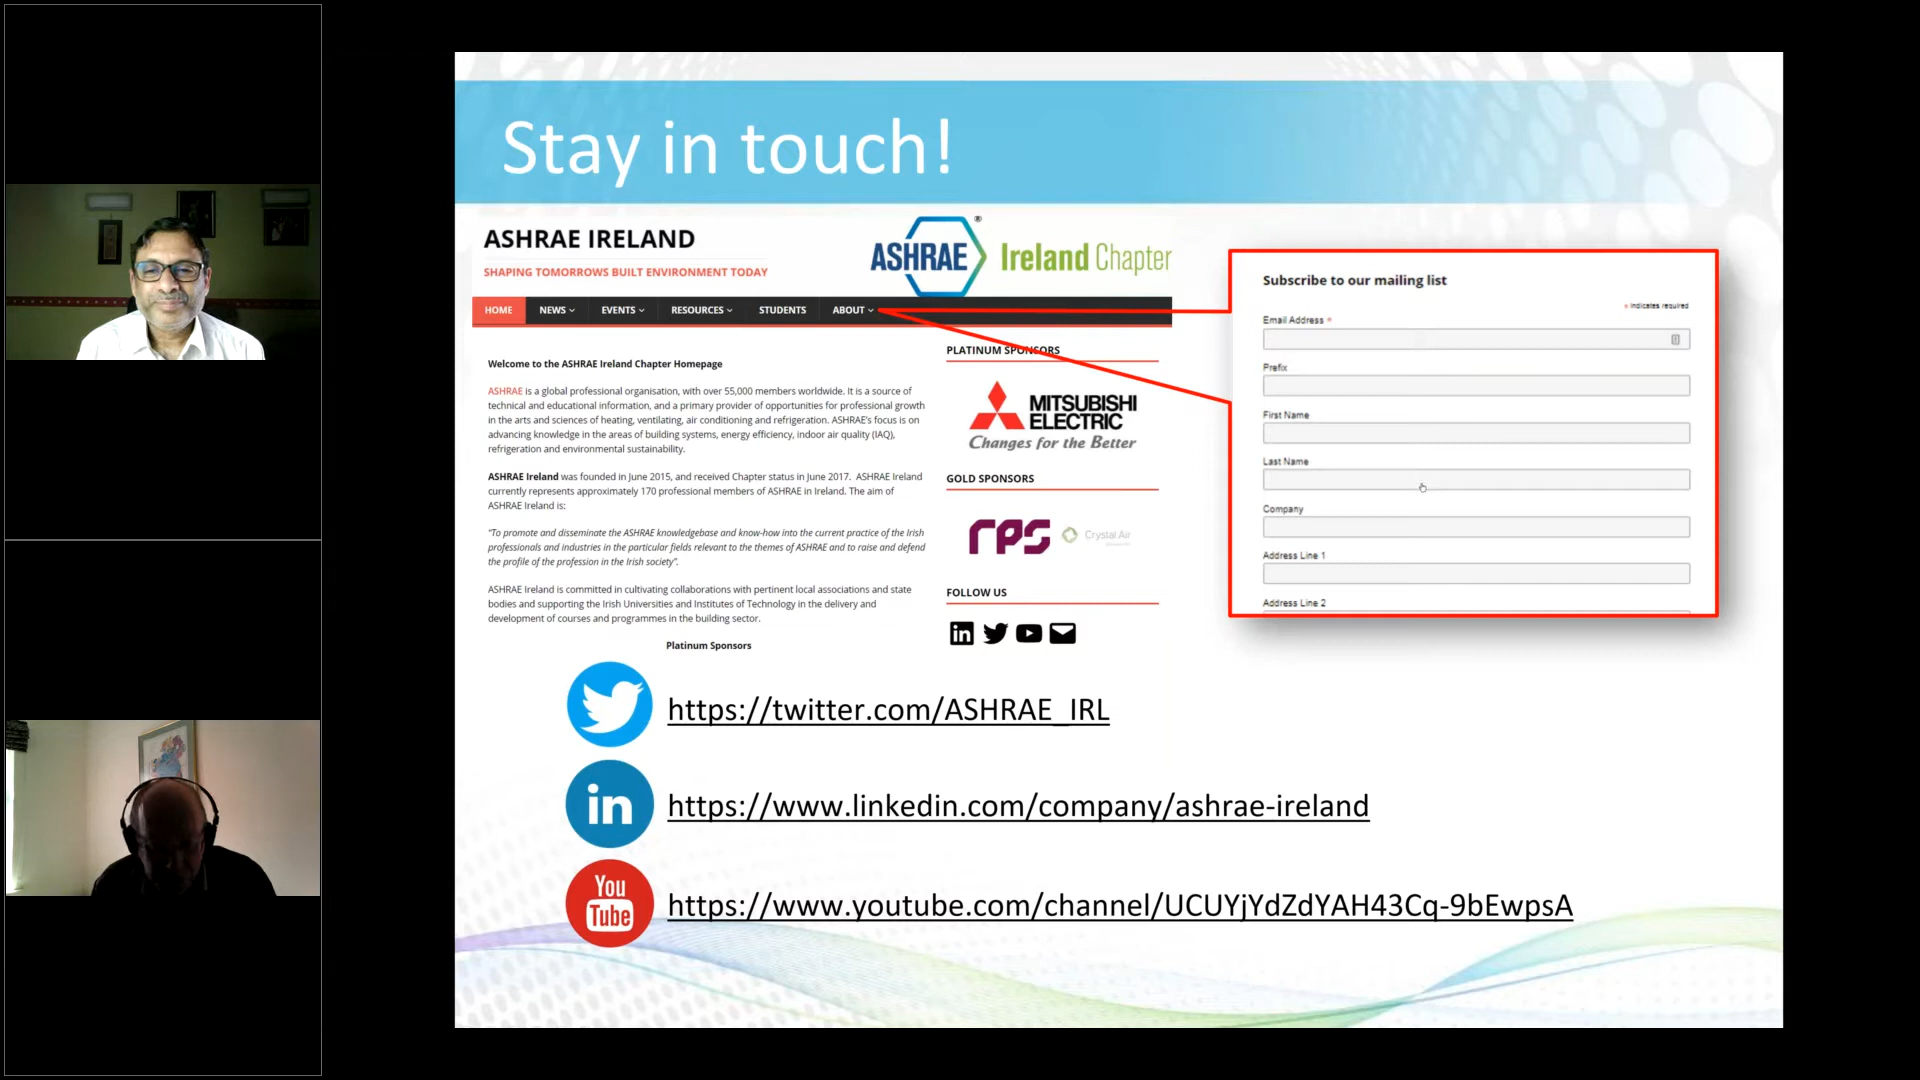 Stay in touch!
ASHRAE IRELAND
SHAPING TOMORROWS BUILT ENVIRONMENT TODAY
ASHRAE ® Ireland Chapter
HOME NEWS EVENTS RESOURCES STUDENTS ABOUT
Welcome to the ASHRAE Ireland Chapter Homepage
ASHRAE is a global professional organisation, with over 55,000 members worldwide. It is a source of
technical and educational information, and a primary provider of opportunities for professional growth
in the arts and sciences of heating, ventilating, air conditioning and refrigeration. ASHRAE's focus is on
advancing knowledge in the areas of building systems, energy efficiency, indoor air quality (IAQ),
refrigeration and environmental sustainability.
ASHRAE Ireland was founded in June 2015, and received Chapter status in June 2017. ASHRAE Ireland
currently represents approximately 170 professional members of ASHRAE in Ireland. The aim of
ASHRAE Ireland is:
"To promote and disseminate the ASHRAE knowledgebase and know-how into the current practice of the Irish
professionals and industries in the particular fields relevant to the themes of ASHRAE and to raise and defend
the profile of the profession in the Irish society".
ASHRAE Ireland is committed in cultivating collaborations with pertinent local associations and state
bodies and supporting the Irish Universities and Institutes of Technology in the delivery and
development of courses and programmes in the building sector.
Platinum Sponsors
PLATINUM SPONSORS
MITSUBISHI
ELECTRIC
Changes for the Better
GOLD SPONSORS
rps
Crystal Air
FOLLOW US
in
Subscribe to our mailing list
* indicates required
Email Address *
Prefix
First Name
Last Name
Company
Address Line 1
Address Line 2
https://twitter.com/ASHRAE_IRL
in
https://www.linkedin.com/company/ashrae-ireland
You
Tube
https://www.youtube.com/channel/UCUYjYdZdYAH43Cq-9bEwpsA